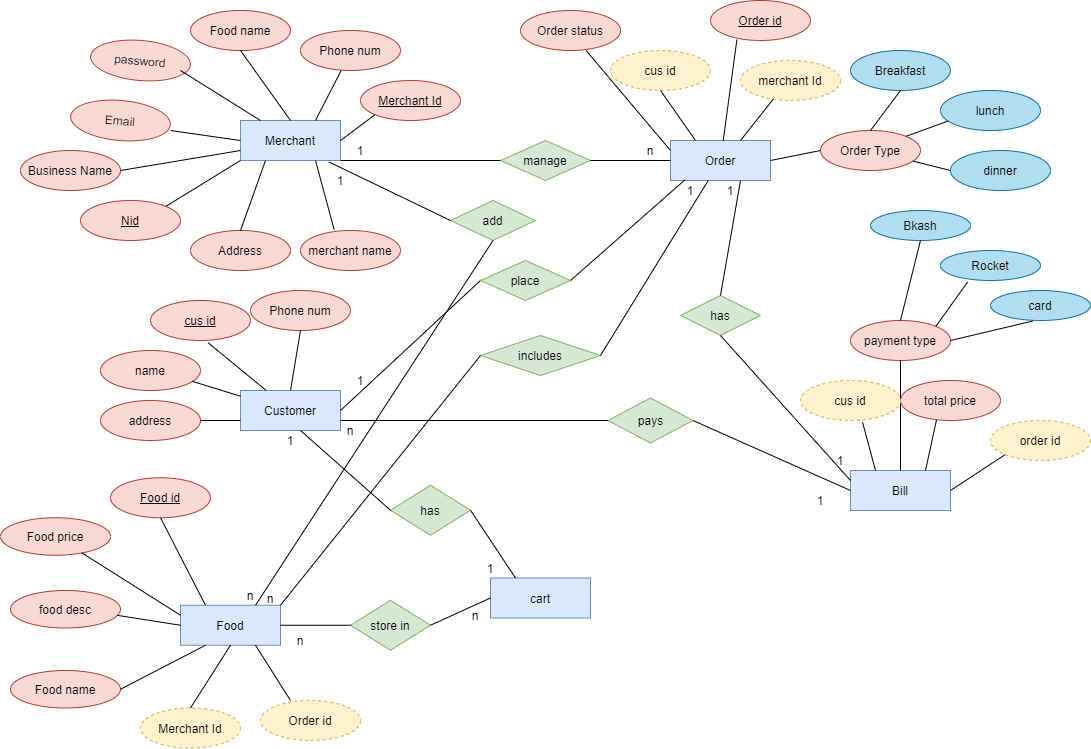 Food name
Order status
Order id
password
Phone num
cus id
merchant Id
Breakfast
Merchant Id
lunch
Email
Merchant
1
manage
n
Order
Order Type
Business Name
1
1
1
dinner
Nid
add
Bkash
Address
merchant name
Rocket
place
cus id
Phone num
has
card
payment type
includes
name
1
cus id
total price
address
Customer
n
pays
1
order id
1
Bill
Food id
1
has
Food price
1
n
n
cart
food desc
Food
n
store in
n
Food name
Merchant Id
Order id